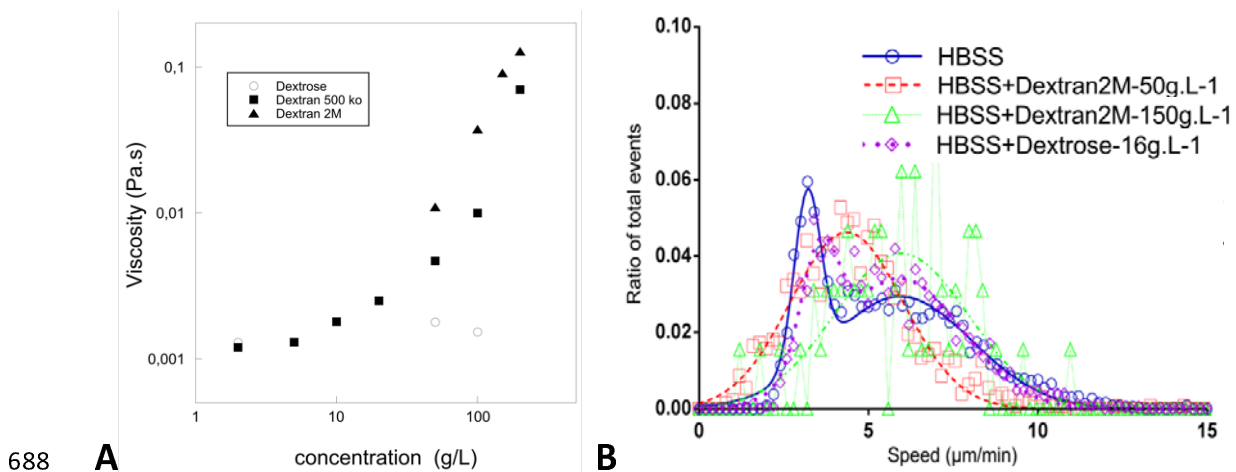 0,1
0,01
0,001
Viscosity (Pa.s)
Dextrose
Dextran 500 ko
Dextran 2M
1
10
100
concentration (g/L)
688
A
0.10
0.08
0.06
0.04
0.02
0.00
Ratio of total events
HBSS
HBSS+Dextran2M-50g.L-1
HBSS+Dextran2M-150g.L-1
HBSS+Dextrose-16g.L-1
0
5
10
15
Speed (µm/min)
B